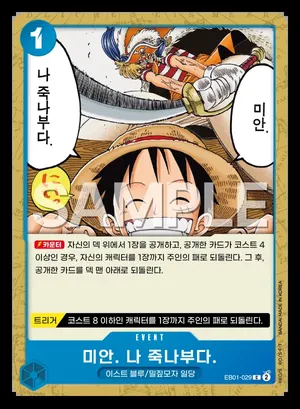 1
나 죽나부다.
미안.
SAMPLE
카운터 자신의 덱 위에서 1장을 공개하고, 공개한 카드가 코스트 4
이상인 경우, 자신의 캐릭터를 1장까지 주인의 패로 되돌린다. 그 후,
공개한 카드를 덱 맨 아래로 되돌린다.
트리거 코스트 8 이하인 캐릭터를 1장까지 주인의 패로 되돌린다.
EVENT
미안. 나 죽나부다.
이스트 블루/밀짚모자 일당
EB01-029 C
2